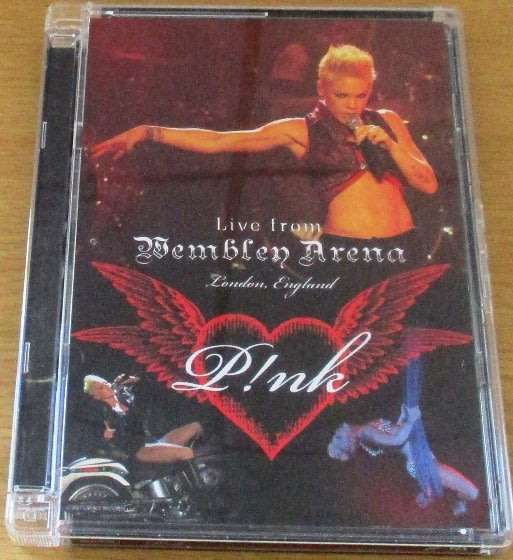 Live from
Wembley Arena
London, England
P!nk